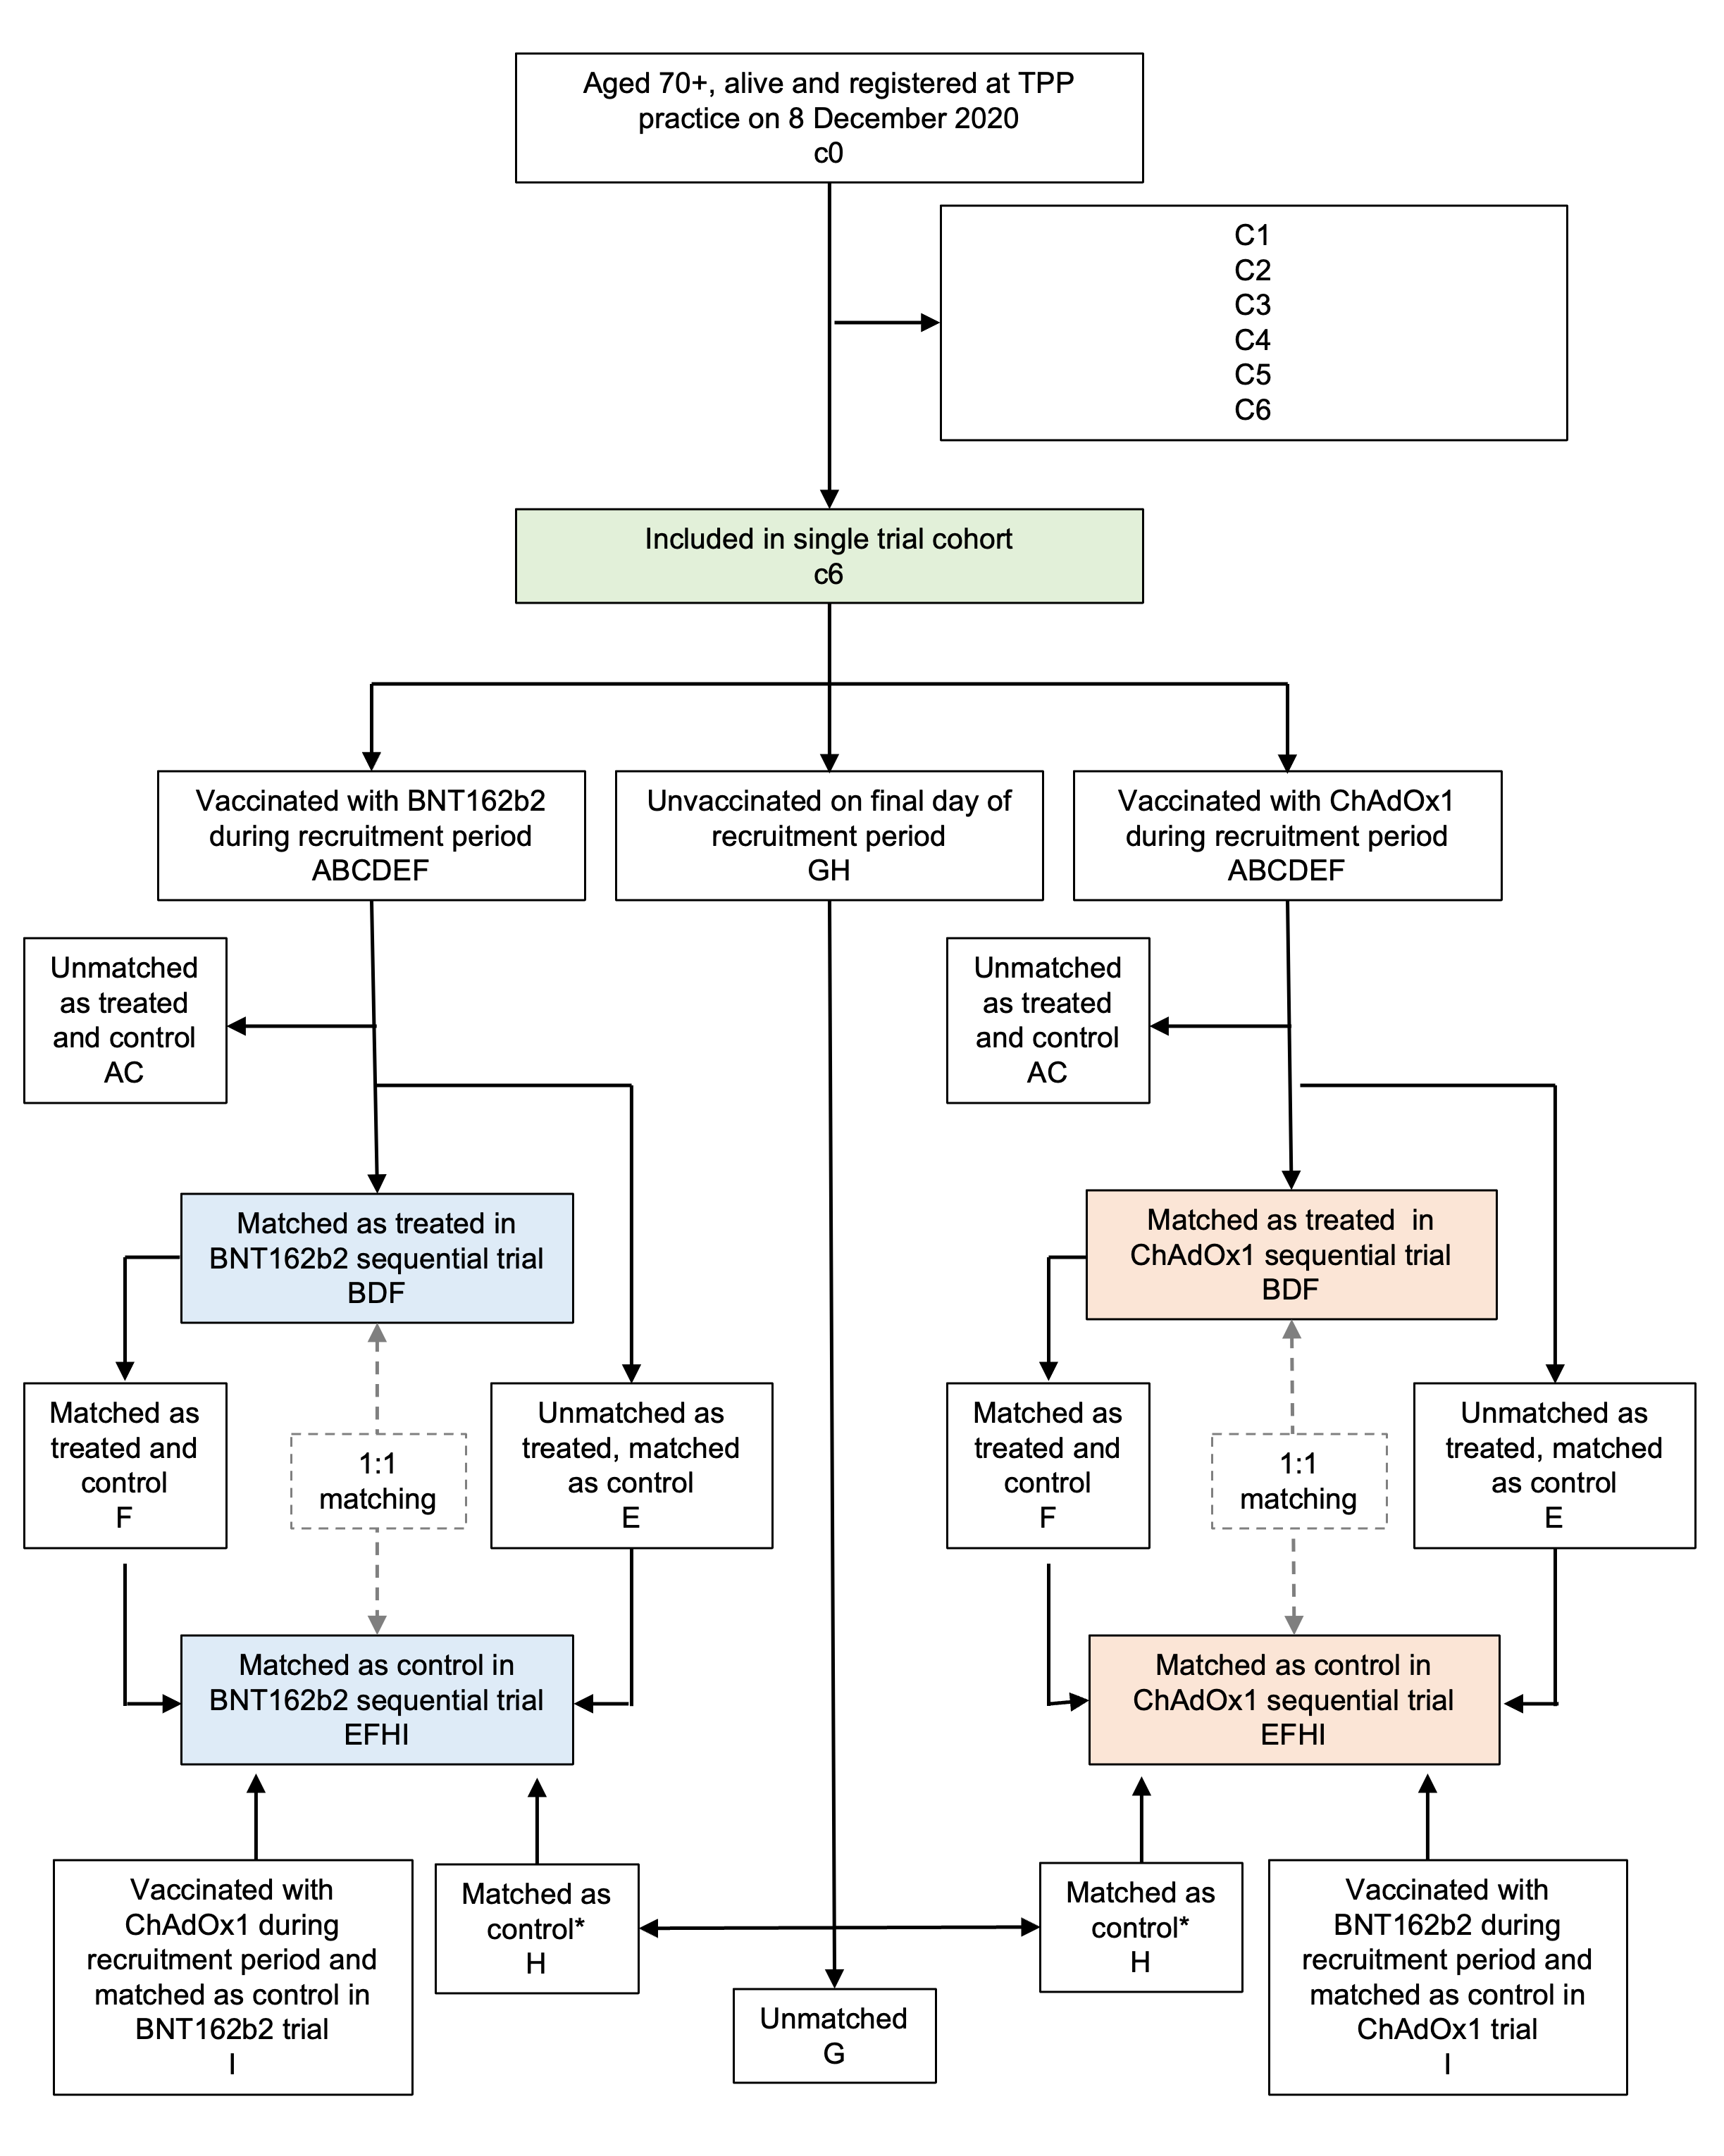 Aged 70+, alive and registered at TPP
practice on 8 December 2020
c0
C1
C2
C3
C4
C5
C6
Included in single trial cohort
c6
Vaccinated with BNT162b2
during recruitment period
ABCDEF
Unvaccinated on final day of
recruitment period
GH
Vaccinated with ChAdOx1
during recruitment period
ABCDEF
Unmatched
as treated
and control
AC
Unmatched
as treated
and control
AC
Matched as treated in
BNT162b2 sequential trial
BDF
Matched as treated  in
ChAdOx1 sequential trial
BDF
Matched as
treated and
control
F
1:1
matching
Unmatched as
treated, matched
as control
E
Matched as
treated and
control
F
1:1
matching
Unmatched as
treated, matched
as control
E
Matched as control in
BNT162b2 sequential trial
EFHI
Matched as control in
ChAdOx1 sequential trial
EFHI
Vaccinated with
ChAdOx1 during
recruitment period and
matched as control in
BNT162b2 trial
I
Matched as
control*
H
Unmatched
G
Matched as
control*
H
Vaccinated with
BNT162b2 during
recruitment period and
matched as control in
ChAdOx1 trial
I